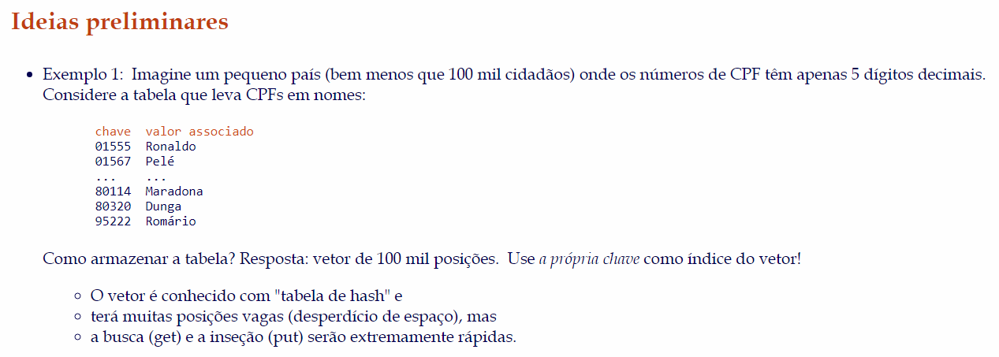 Ideias preliminares
• Exemplo 1: Imagine um pequeno país (bem menos que 100 mil cidadãos) onde os números de CPF têm apenas 5 dígitos decimais.
Considere a tabela que leva CPFs em nomes:
chave valor associado
01555 Ronaldo
01567 Pelé
... ...
80114 Maradona
80320 Dunga
95222 Romário
Como armazenar a tabela? Resposta: vetor de 100 mil posições. Use a própria chave como índice do vetor!
◦ O vetor é conhecido com "tabela de hash" e
◦ terá muitas posições vagas (desperdício de espaço), mas
◦ a busca (get) e a inseção (put) serão extremamente rápidas.